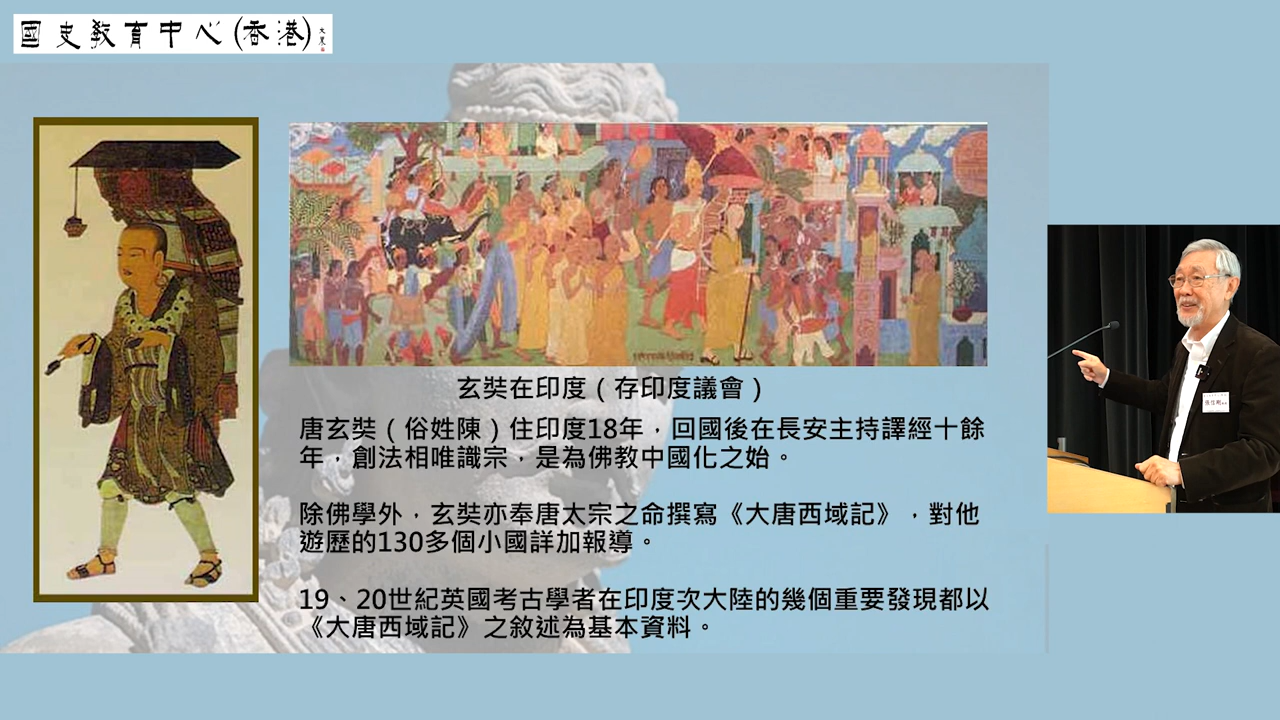 國史教育中心(香港)
玄奘在印度（存印度議會）
唐玄奘（俗姓陳）住印度18年，回國後在長安主持譯經十餘
年，創法相唯識宗，是為佛教中國化之始。
除佛學外，玄奘亦奉唐太宗之命撰寫《大唐西域記》，對他
遊歷的130多個小國詳加報導。
19、20世紀英國考古學者在印度次大陸的幾個重要發現都以
《大唐西域記》之敘述為基本資料。